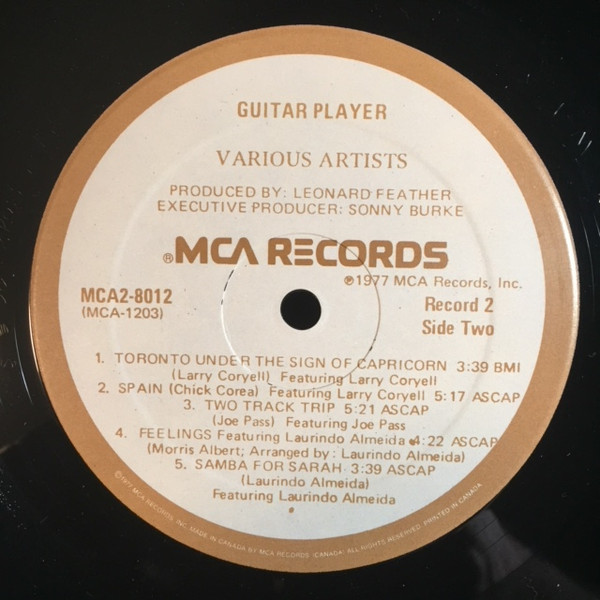 GUITAR PLAYER
VARIOUS ARTISTS
PRODUCED BY: LEONARD FEATHER
EXECUTIVE PRODUCER: SONNY BURKE
®MCA RECORDS
℗1977 MCA Records, Inc.
MCA2-8012
(MCA-1203)
Record 2
Side Two
1. TORONTO UNDER THE SIGN OF CAPRICORN 3:39 BMI
(Larry Coryell) Featuring Larry Coryell
2. SPAIN (Chick Corea) Featuring Larry Coryell 5:17 ASCAP
3. TWO TRACK TRIP 5:21 ASCAP
(Joe Pass) Featuring Joe Pass
4. FEELINGS Featuring Laurindo Almeida 4:22 ASCAP
(Morris Albert; Arranged by: Laurindo Almeida)
5. SAMBA FOR SARAH 3:39 ASCAP
(Laurindo Almeida)
Featuring Laurindo Almeida
©1977 MCA RECORDS, INC. MADE IN CANADA BY MCA RECORDS (CANADA) ALL RIGHTS RESERVED. PRINTED IN CANADA.